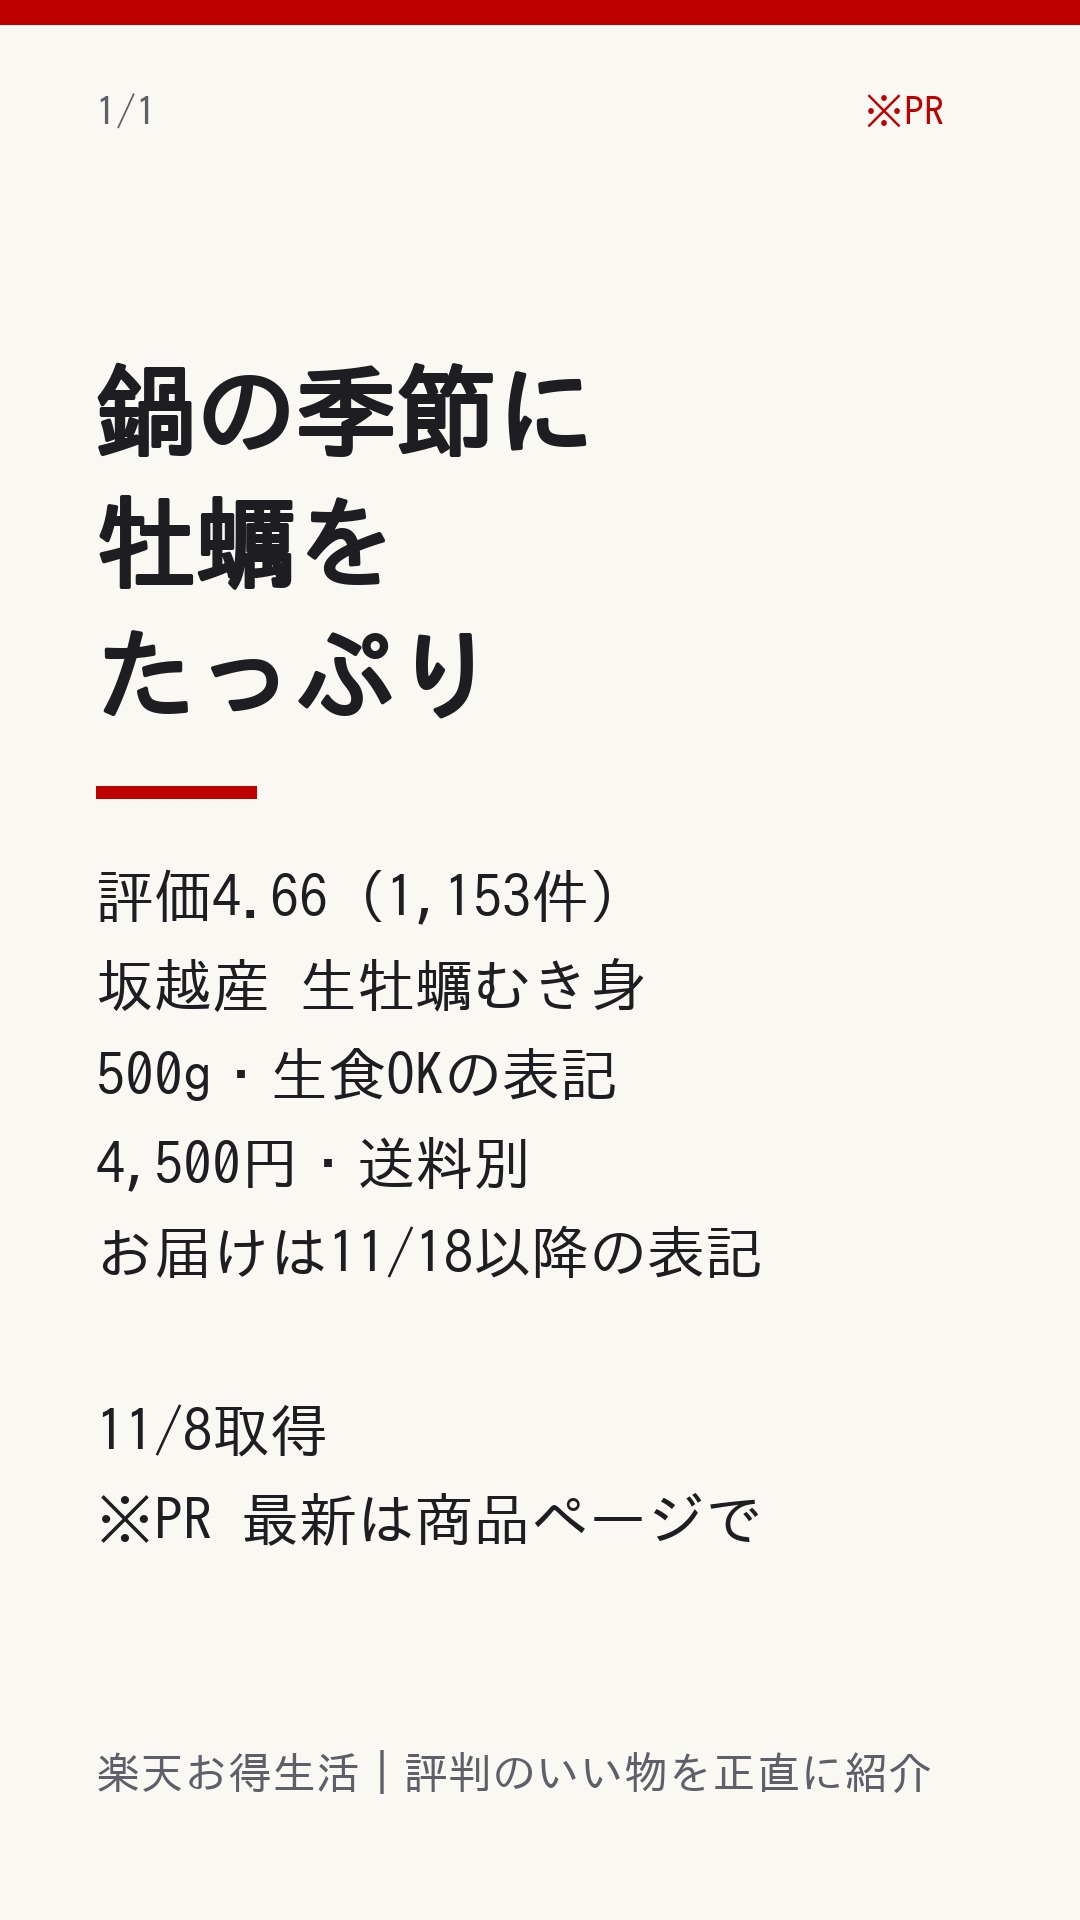 1/1
※PR
鍋の季節に
牡蠣を
たっぷり
評価4.66（1,153件）
坂越産 生牡蠣むき身
500g・生食OKの表記
4,500円・送料別
お届けは11/18以降の表記
11/8取得
※PR 最新は商品ページで
楽天お得生活｜評判のいい物を正直に紹介